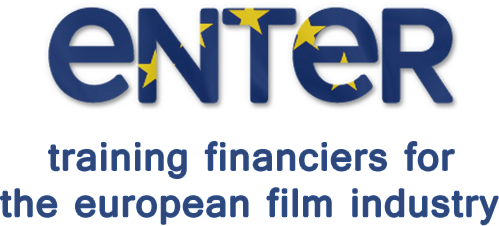 eNTeR
training financiers for
the european film industry